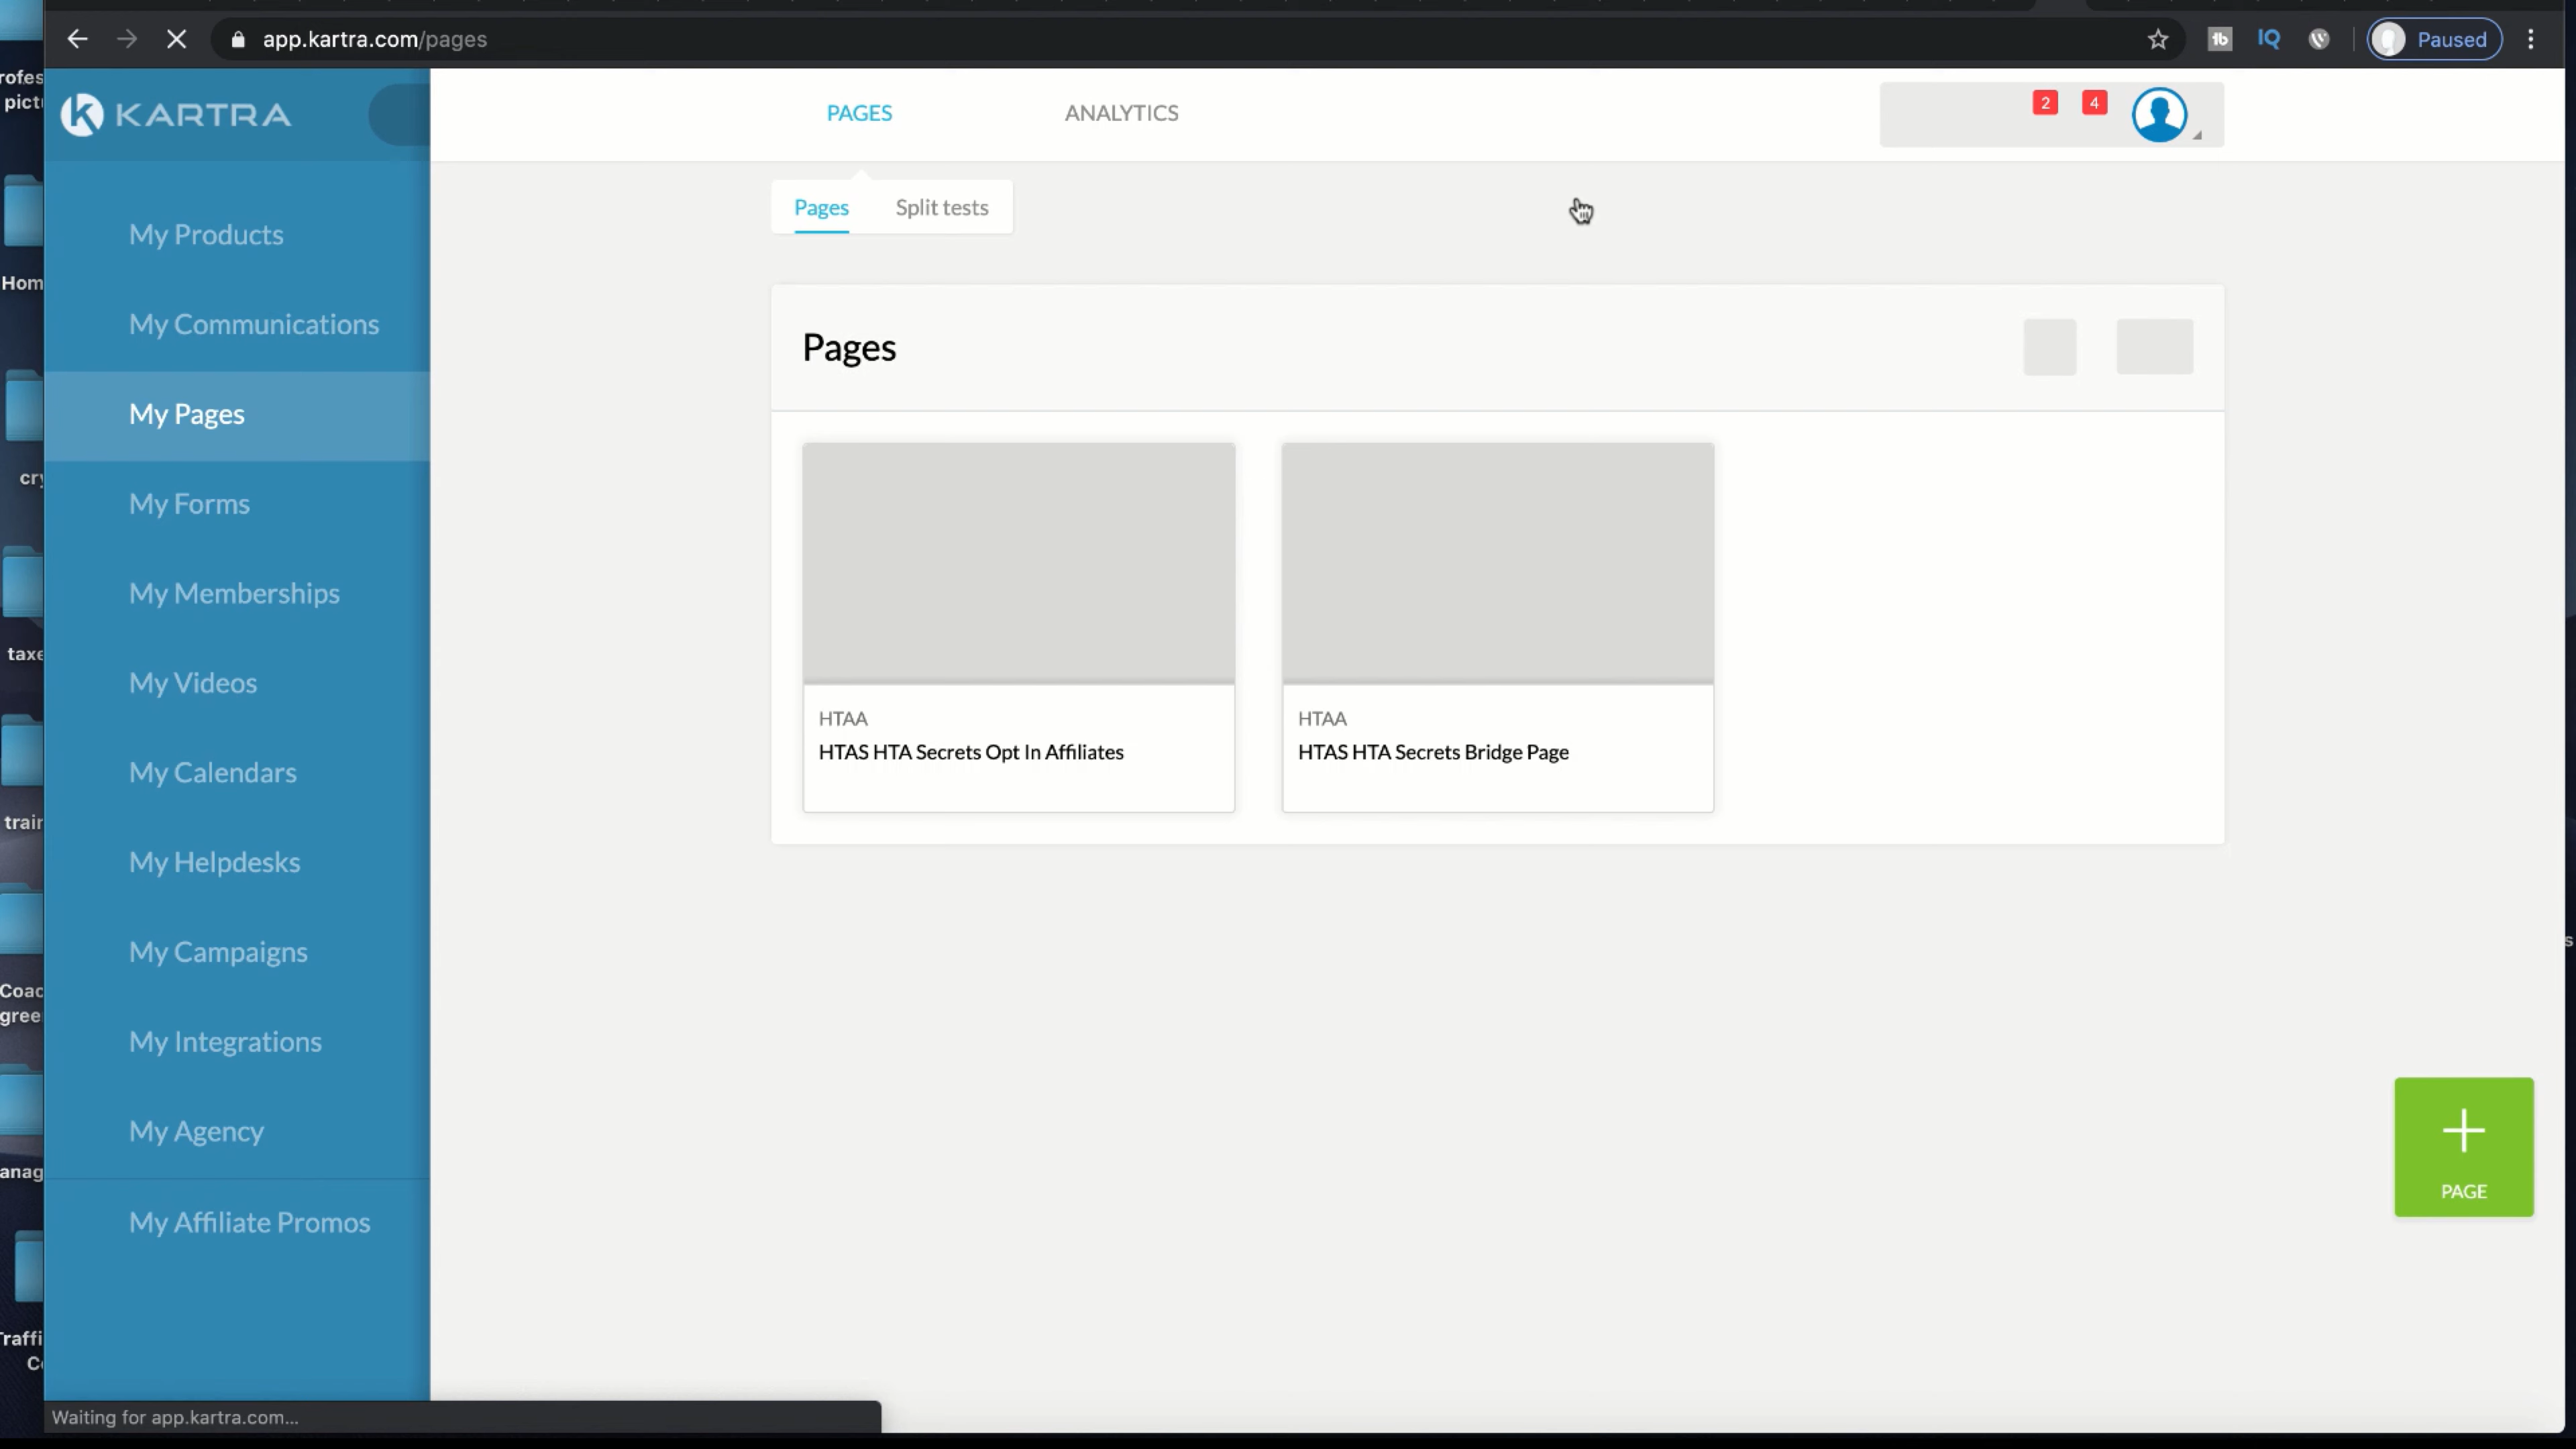 app.kartra.com/pages
Paused
KARTRA
PAGES
ANALYTICS
2
4
Pages
Split tests
My Products
My Communications
My Pages
My Forms
My Memberships
My Videos
My Calendars
My Helpdesks
My Campaigns
My Integrations
My Agency
My Affiliate Promos
Pages
HTAA
HTAS HTA Secrets Opt In Affiliates
HTAA
HTAS HTA Secrets Bridge Page
PAGE
Waiting for app.kartra.com...